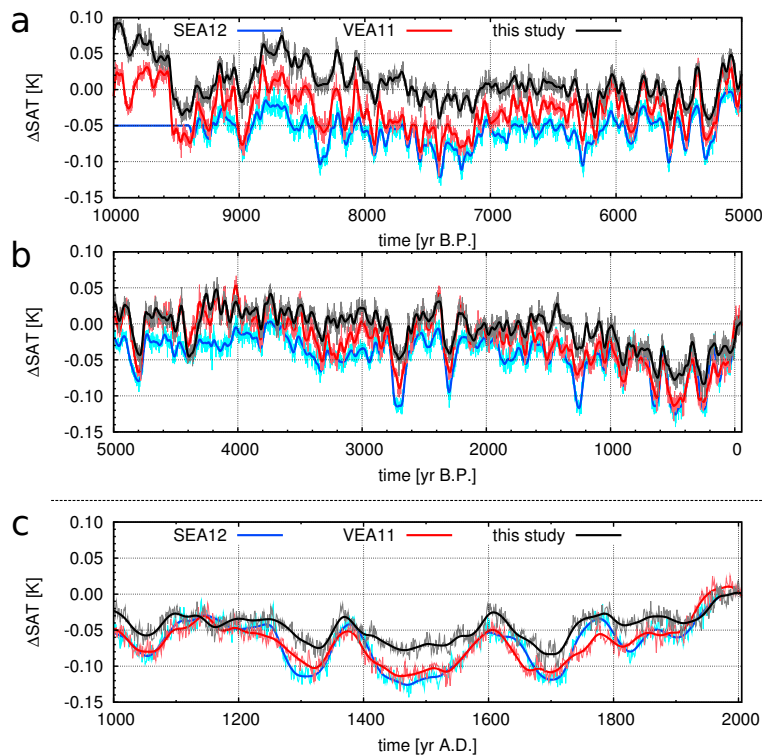 a
SEA12 VEA11 this study
0.10
0.05
0.00
-0.05
-0.10
-0.15
ΔSAT [K]
10000 9000 8000 7000 6000 5000
time [yr B.P.]
b
0.10
0.05
0.00
-0.05
-0.10
-0.15
ΔSAT [K]
5000 4000 3000 2000 1000 0
time [yr B.P.]
c
SEA12 VEA11 this study
0.10
0.05
0.00
-0.05
-0.10
-0.15
ΔSAT [K]
1000 1200 1400 1600 1800 2000
time [yr A.D.]